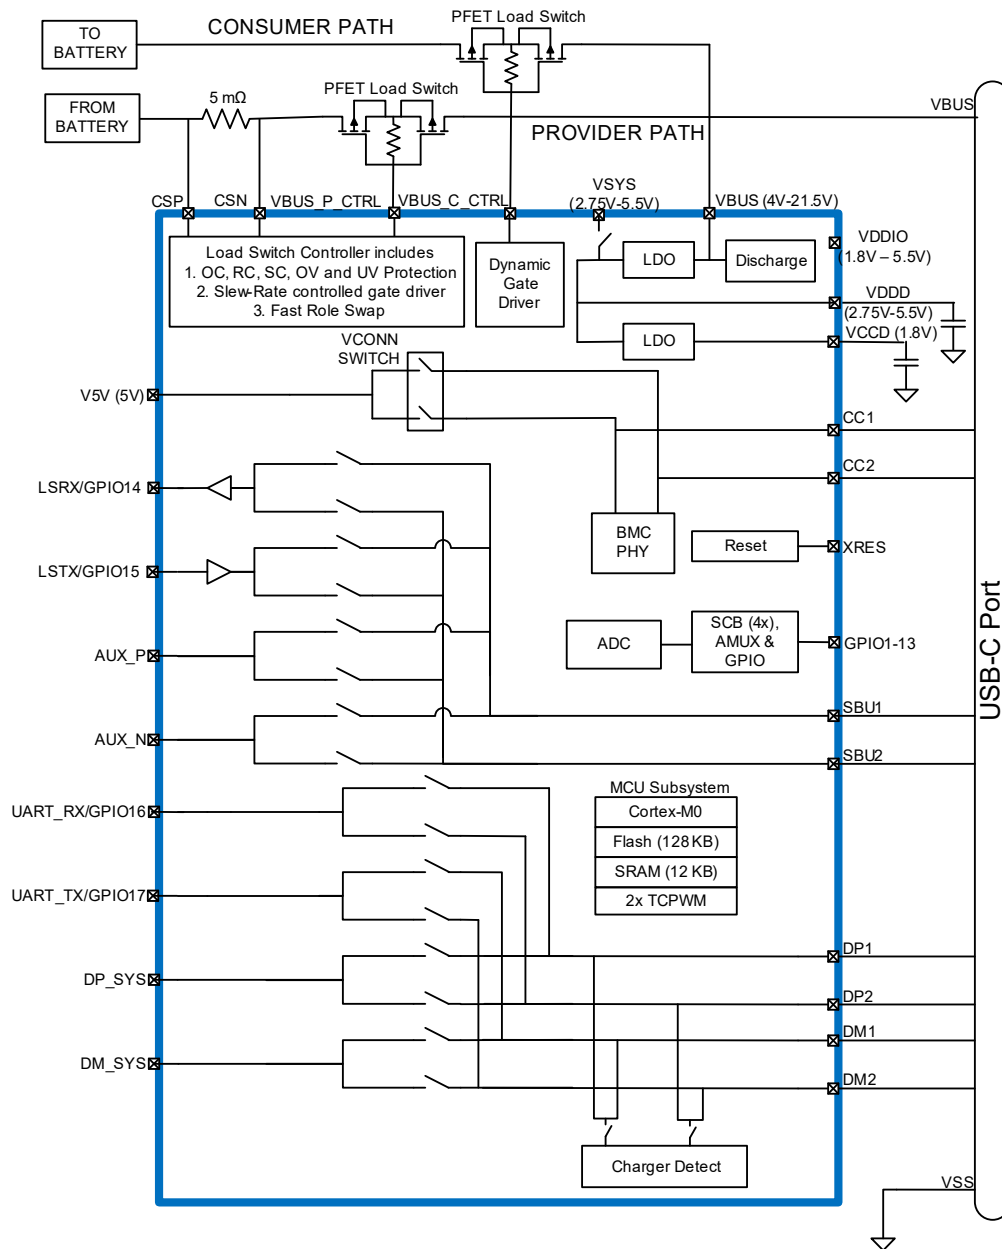 CONSUMER PATH
PFET Load Switch
TO
BATTERY
FROM
BATTERY
5 mΩ
PFET Load Switch
VBUS
PROVIDER PATH
CSP
CSN
VBUS_P_CTRL
VBUS_C_CTRL
VSYS
(2.75V-5.5V)
VBUS (4V-21.5V)
Load Switch Controller includes
1. OC, RC, SC, OV and UV Protection
2. Slew-Rate controlled gate driver
3. Fast Role Swap
Dynamic
Gate
Driver
LDO
Discharge
VDDIO
(1.8V – 5.5V)
VDDD
(2.75V-5.5V)
LDO
VCCD (1.8V)
VCONN
SWITCH
V5V (5V)
CC1
CC2
LSRX/GPIO14
BMC
PHY
Reset
XRES
LSTX/GPIO15
ADC
SCB (4x),
AMUX &
GPIO
GPIO1-13
AUX_P
SBU1
AUX_N
SBU2
USB-C Port
MCU Subsystem
Cortex-M0
Flash (128 KB)
SRAM (12 KB)
2x TCPWM
UART_RX/GPIO16
UART_TX/GPIO17
DP_SYS
DP1
DP2
DM_SYS
DM1
DM2
Charger Detect
VSS